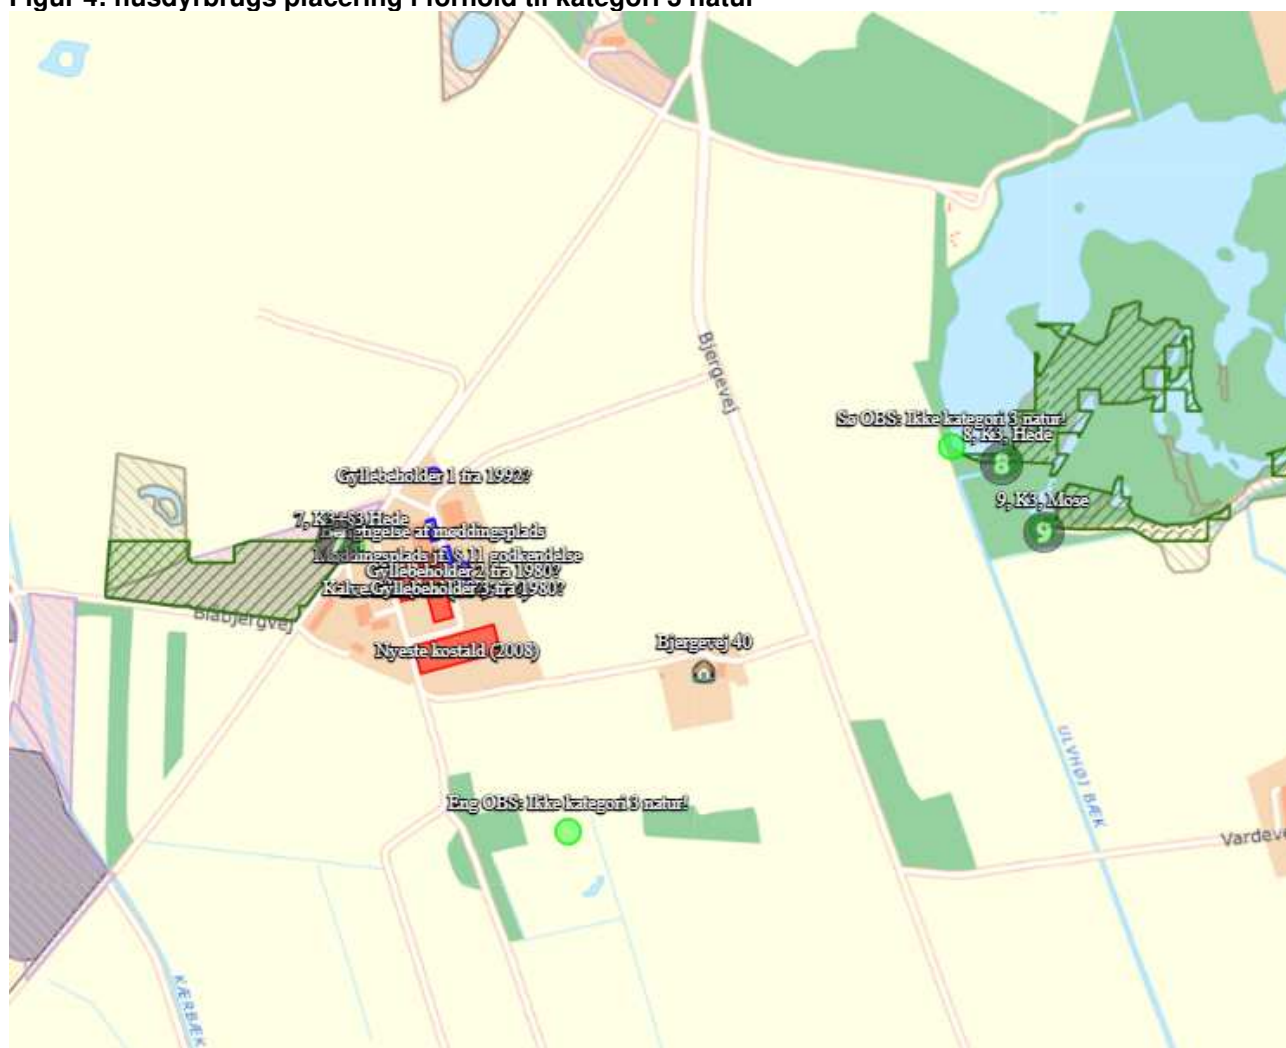 Figur 4: husdyrbrugs placering i forhold til kategori 3 natur
Bjergevej
Sø OBS: Ikke kategori 3 natur!
8, K3, Hede
8
9, K3, Mose
9
Gyllebeholder 1 fra 1992?
7, K3+§3 Hede
af møddingsplads
Møddingsplads jf. § 11 godkendelse
Gyllebeholder 2 fra 1980?
Gyllebeholder 3 fra 1980?
Blåbjergvej
Nyeste kostald (2008)
Bjergevej 40
ULVHØJ BÆK
Eng OBS: Ikke kategori 3 natur!
Vardeve
KÆRBÆK